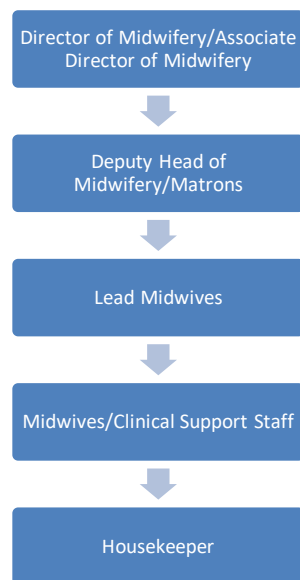 Director of Midwifery/Associate
Director of Midwifery
Deputy Head of
Midwifery/Matrons
Lead Midwives
Midwives/Clinical Support Staff
Housekeeper